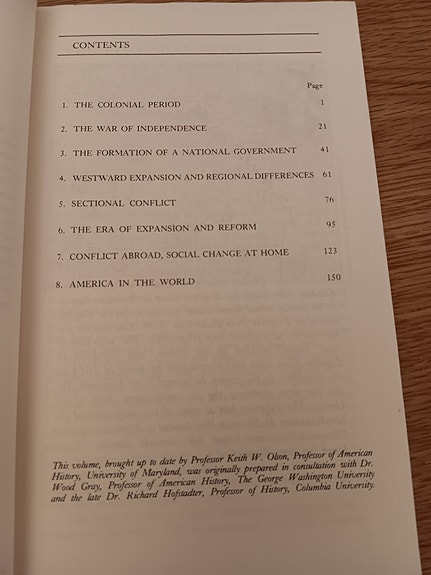 CONTENTS
Page
1. THE COLONIAL PERIOD 1
2. THE WAR OF INDEPENDENCE 21
3. THE FORMATION OF A NATIONAL GOVERNMENT 41
4. WESTWARD EXPANSION AND REGIONAL DIFFERENCES 61
5. SECTIONAL CONFLICT 76
6. THE ERA OF EXPANSION AND REFORM 95
7. CONFLICT ABROAD, SOCIAL CHANGE AT HOME 123
8. AMERICA IN THE WORLD 150
This volume, brought up to date by Professor Keith W. Olson, Professor of American
History, University of Maryland, was originally prepared in consultation with Dr.
Wood Gray, Professor of American History, The George Washington University
and the late Dr. Richard Hofstadter, Professor of History, Columbia University.